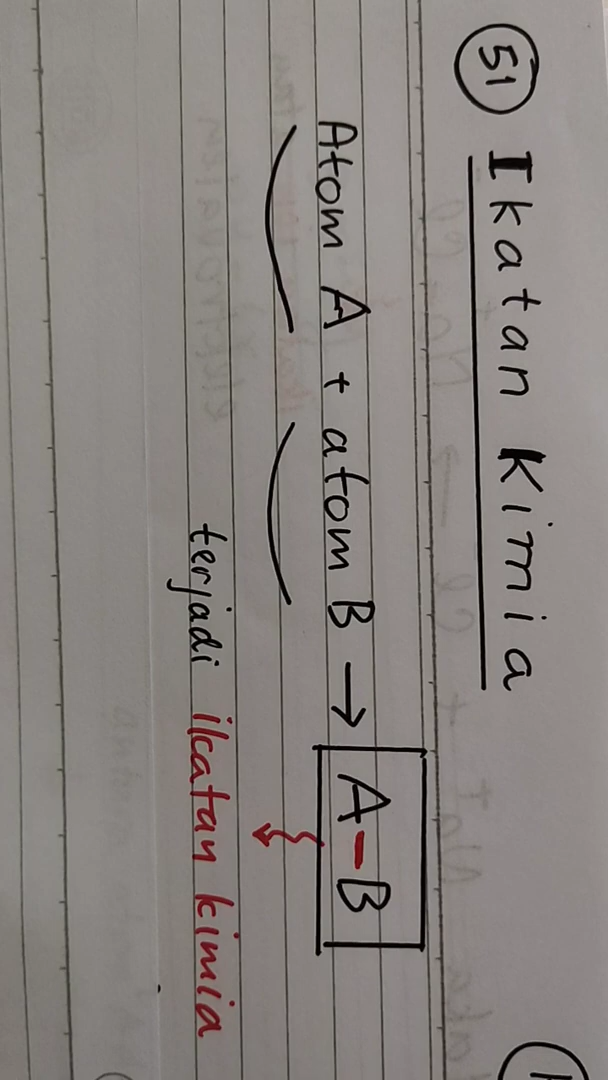 51 Ikatan Kimia
Atom A + atom B → A-B
terjadi ikatan kimia